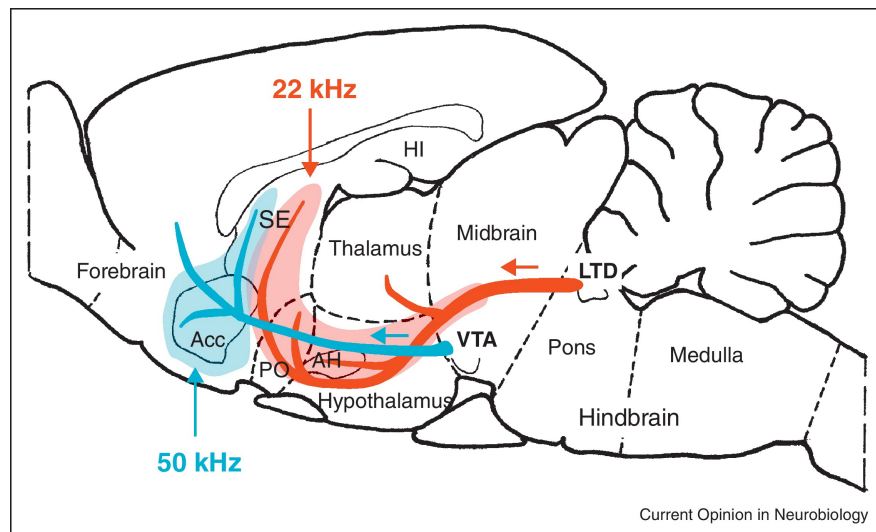 22 kHz
HI
SE
Thalamus
Midbrain
LTD
Forebrain
Acc
VTA
PO
AH
Pons
Medulla
Hypothalamus
Hindbrain
50 kHz
Current Opinion in Neurobiology